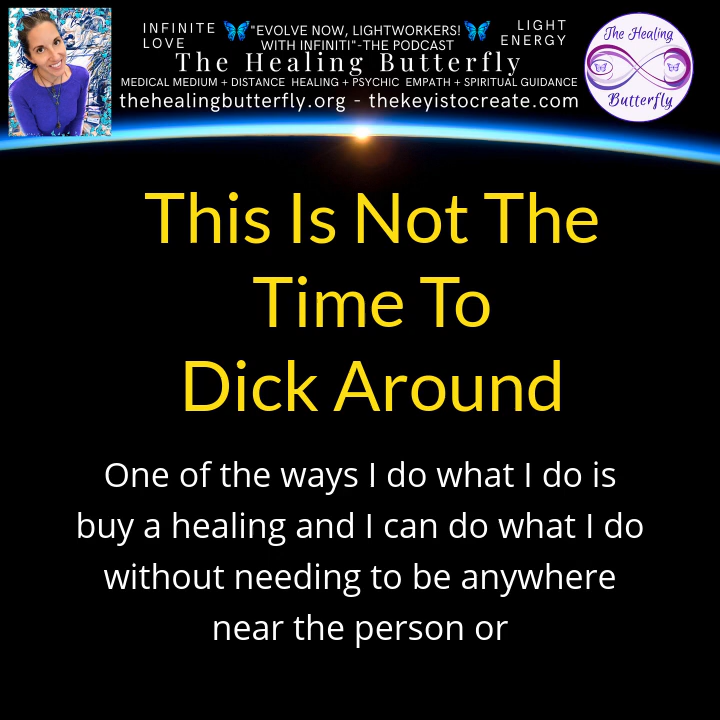 INFINITE LOVE
"EVOLVE NOW, LIGHTWORKERS!
WITH INFINITI"-THE PODCAST
LIGHT ENERGY
The Healing Butterfly
MEDICAL MEDIUM + DISTANCE HEALING + PSYCHIC EMPATH + SPIRITUAL GUIDANCE
thehealingbutterfly.org - thekeyistocreate.com
The Healing
Butterfly
This Is Not The
Time To
Dick Around
One of the ways I do what I do is
buy a healing and I can do what I do
without needing to be anywhere
near the person or